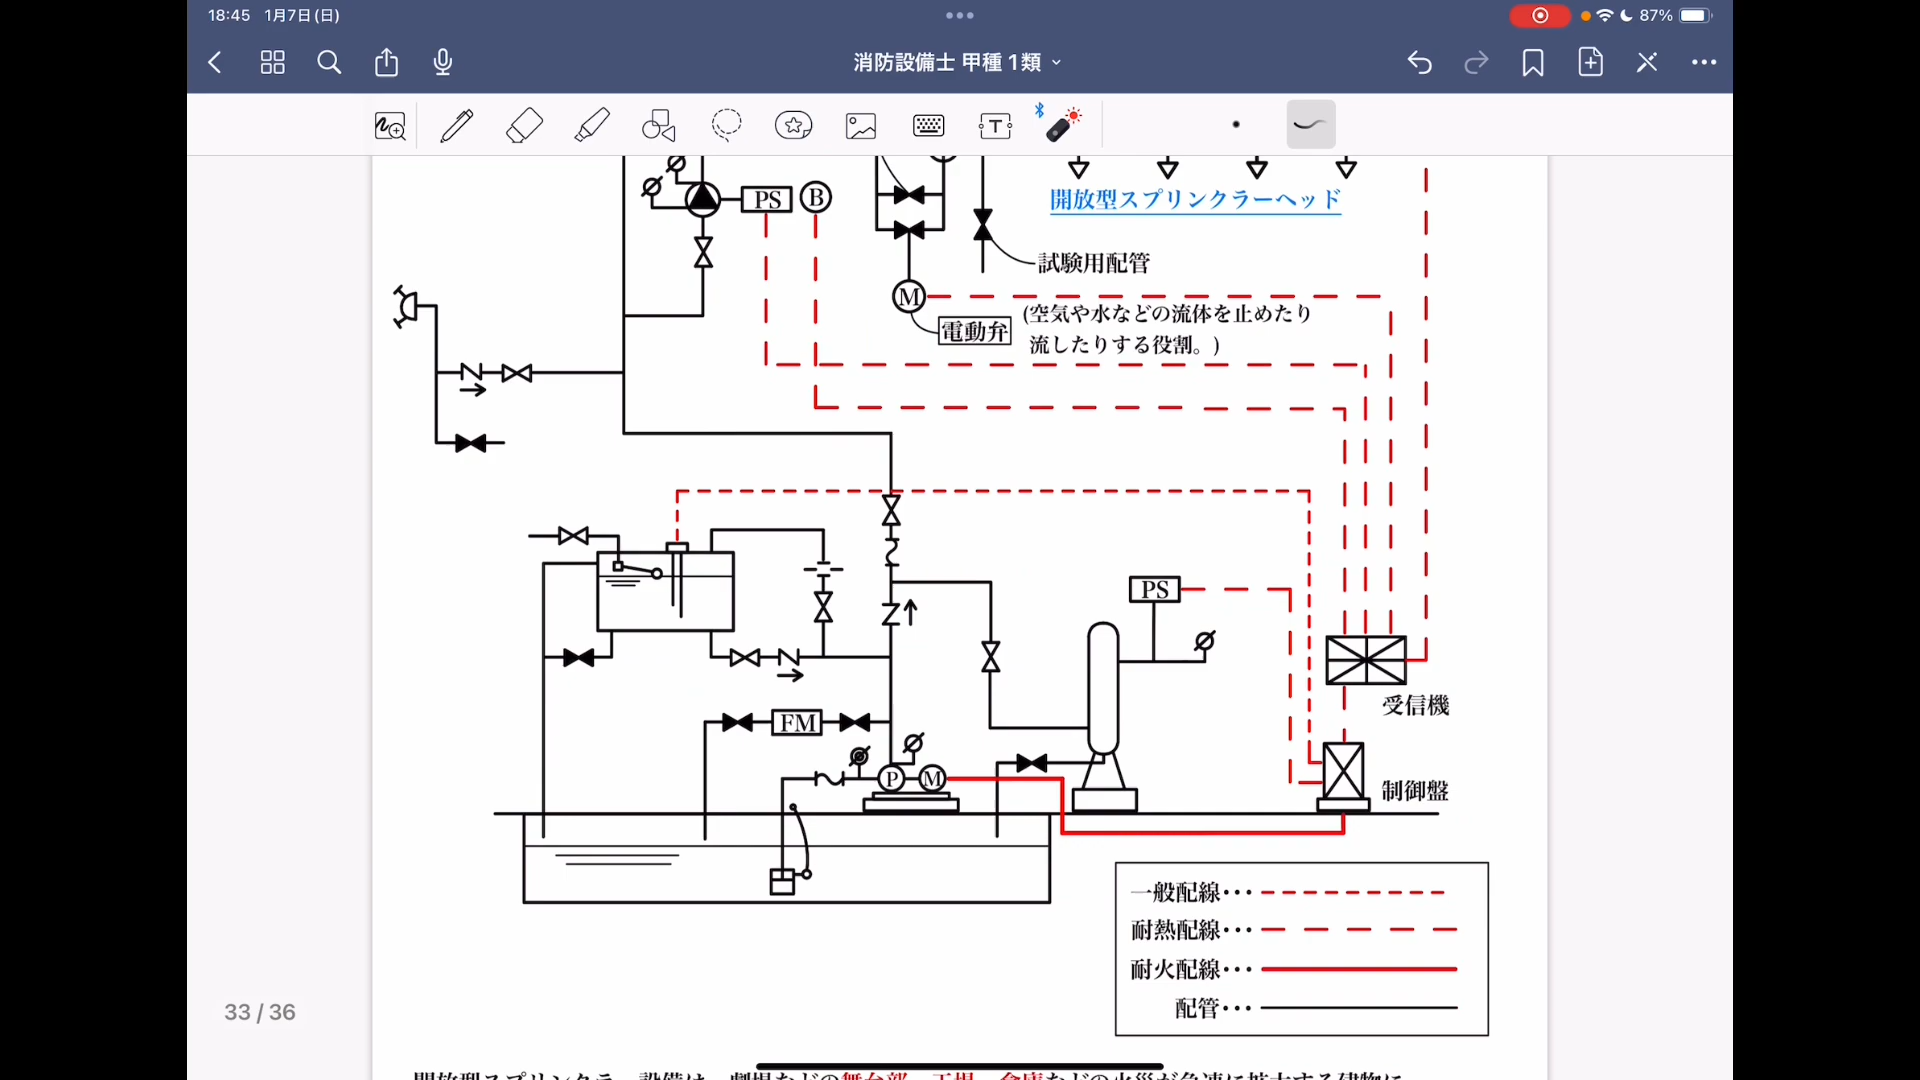 18:45 1月7日(日)
87%
消防設備士 甲種 1類
PS
B
開放型スプリンクラーヘッド
試験用配管
M
電動弁
(空気や水などの流体を止めたり
流したりする役割。)
PS
受信機
FM
P
M
制御盤
一般配線・・・
耐熱配線・・・
耐火配線・・・
配管・・・
33 / 36